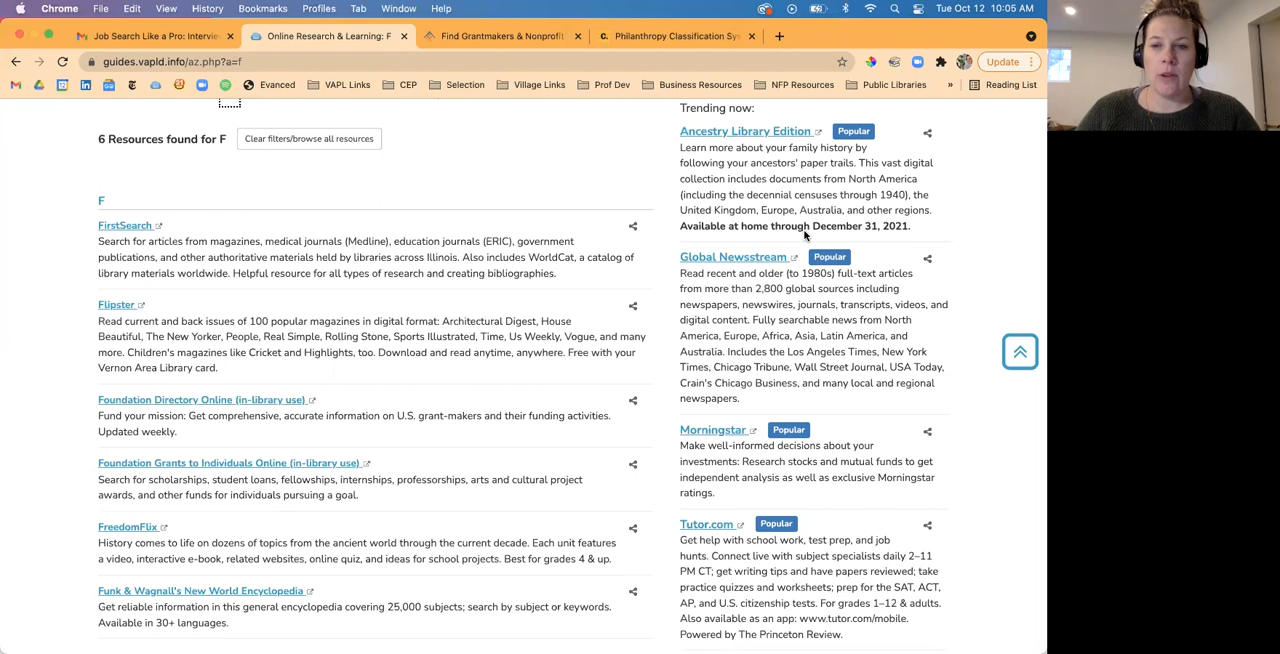 Chrome File Edit View History Bookmarks Profiles Tab Window Help Tue Oct 12 10:05 AM
Job Search Like a Pro: Intervie Online Research & Learning: F Find Grantmakers & Nonprofit Philanthropy Classification Sys
guides.vapld.info/az.php?a=f Update
Evanced VAPL Links CEP Selection Village Links Prof Dev Business Resources NFP Resources Public Libraries » Reading List
6 Resources found for F Clear filters/browse all resources
F
FirstSearch
Search for articles from magazines, medical journals (Medline), education journals (ERIC), government
publications, and other authoritative materials held by libraries across Illinois. Also includes WorldCat, a catalog of
library materials worldwide. Helpful resource for all types of research and creating bibliographies.
Flipster
Read current and back issues of 100 popular magazines in digital format: Architectural Digest, House
Beautiful, The New Yorker, People, Real Simple, Rolling Stone, Sports Illustrated, Time, Us Weekly, Vogue, and many
more. Children's magazines like Cricket and Highlights, too. Download and read anytime, anywhere. Free with your
Vernon Area Library card.
Foundation Directory Online (in-library use)
Fund your mission: Get comprehensive, accurate information on U.S. grant-makers and their funding activities.
Updated weekly.
Foundation Grants to Individuals Online (in-library use)
Search for scholarships, student loans, fellowships, internships, professorships, arts and cultural project
awards, and other funds for individuals pursuing a goal.
FreedomFlix
History comes to life on dozens of topics from the ancient world through the current decade. Each unit features
a video, interactive e-book, related websites, online quiz, and ideas for school projects. Best for grades 4 & up.
Funk & Wagnall's New World Encyclopedia
Get reliable information in this general encyclopedia covering 25,000 subjects; search by subject or keywords.
Available in 30+ languages.
Trending now:
Ancestry Library Edition Popular
Learn more about your family history by
following your ancestors' paper trails. This vast digital
collection includes documents from North America
(including the decennial censuses through 1940), the
United Kingdom, Europe, Australia, and other regions.
Available at home through December 31, 2021.
Global Newsstream Popular
Read recent and older (to 1980s) full-text articles
from more than 2,800 global sources including
newspapers, newswires, journals, transcripts, videos, and
digital content. Fully searchable news from North
America, Europe, Africa, Asia, Latin America, and
Australia. Includes the Los Angeles Times, New York
Times, Chicago Tribune, Wall Street Journal, USA Today,
Crain's Chicago Business, and many local and regional
newspapers.
Morningstar Popular
Make well-informed decisions about your
investments: Research stocks and mutual funds to get
independent analysis as well as exclusive Morningstar
ratings.
Tutor.com Popular
Get help with school work, test prep, and job
hunts. Connect live with subject specialists daily 2–11
PM CT; get writing tips and have papers reviewed; take
practice quizzes and worksheets; prep for the SAT, ACT,
AP, and U.S. citizenship tests. For grades 1–12 & adults.
Also available as an app: www.tutor.com/mobile.
Powered by The Princeton Review.